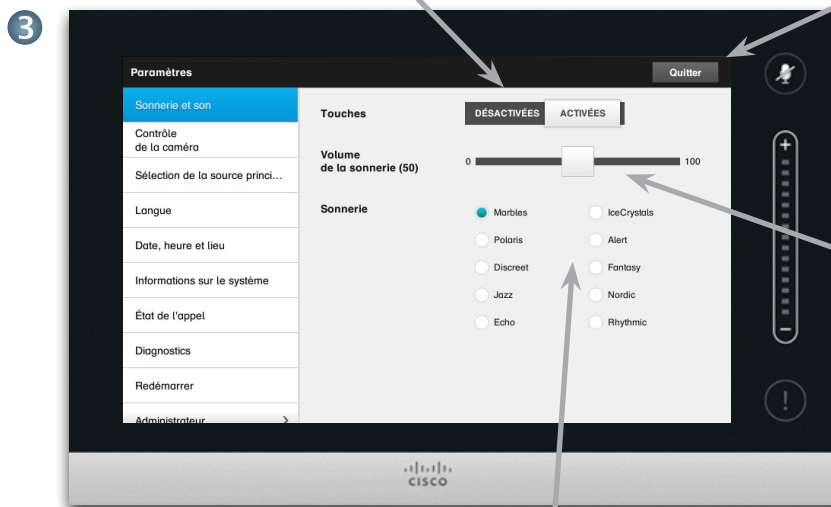 3
Paramètres
Quitter
Sonnerie et son
Contrôle
de la caméra
Sélection de la source princi...
Langue
Date, heure et lieu
Informations sur le système
État de l'appel
Diagnostics
Redémarrer
Administrateur >
Touches
DÉSACTIVÉES ACTIVÉES
Volume
de la sonnerie (50)
0 100
Sonnerie
Marbles IceCrystals
Polaris Alert
Discreet Fantasy
Jazz Nordic
Echo Rhythmic
+
-
!
CISCO